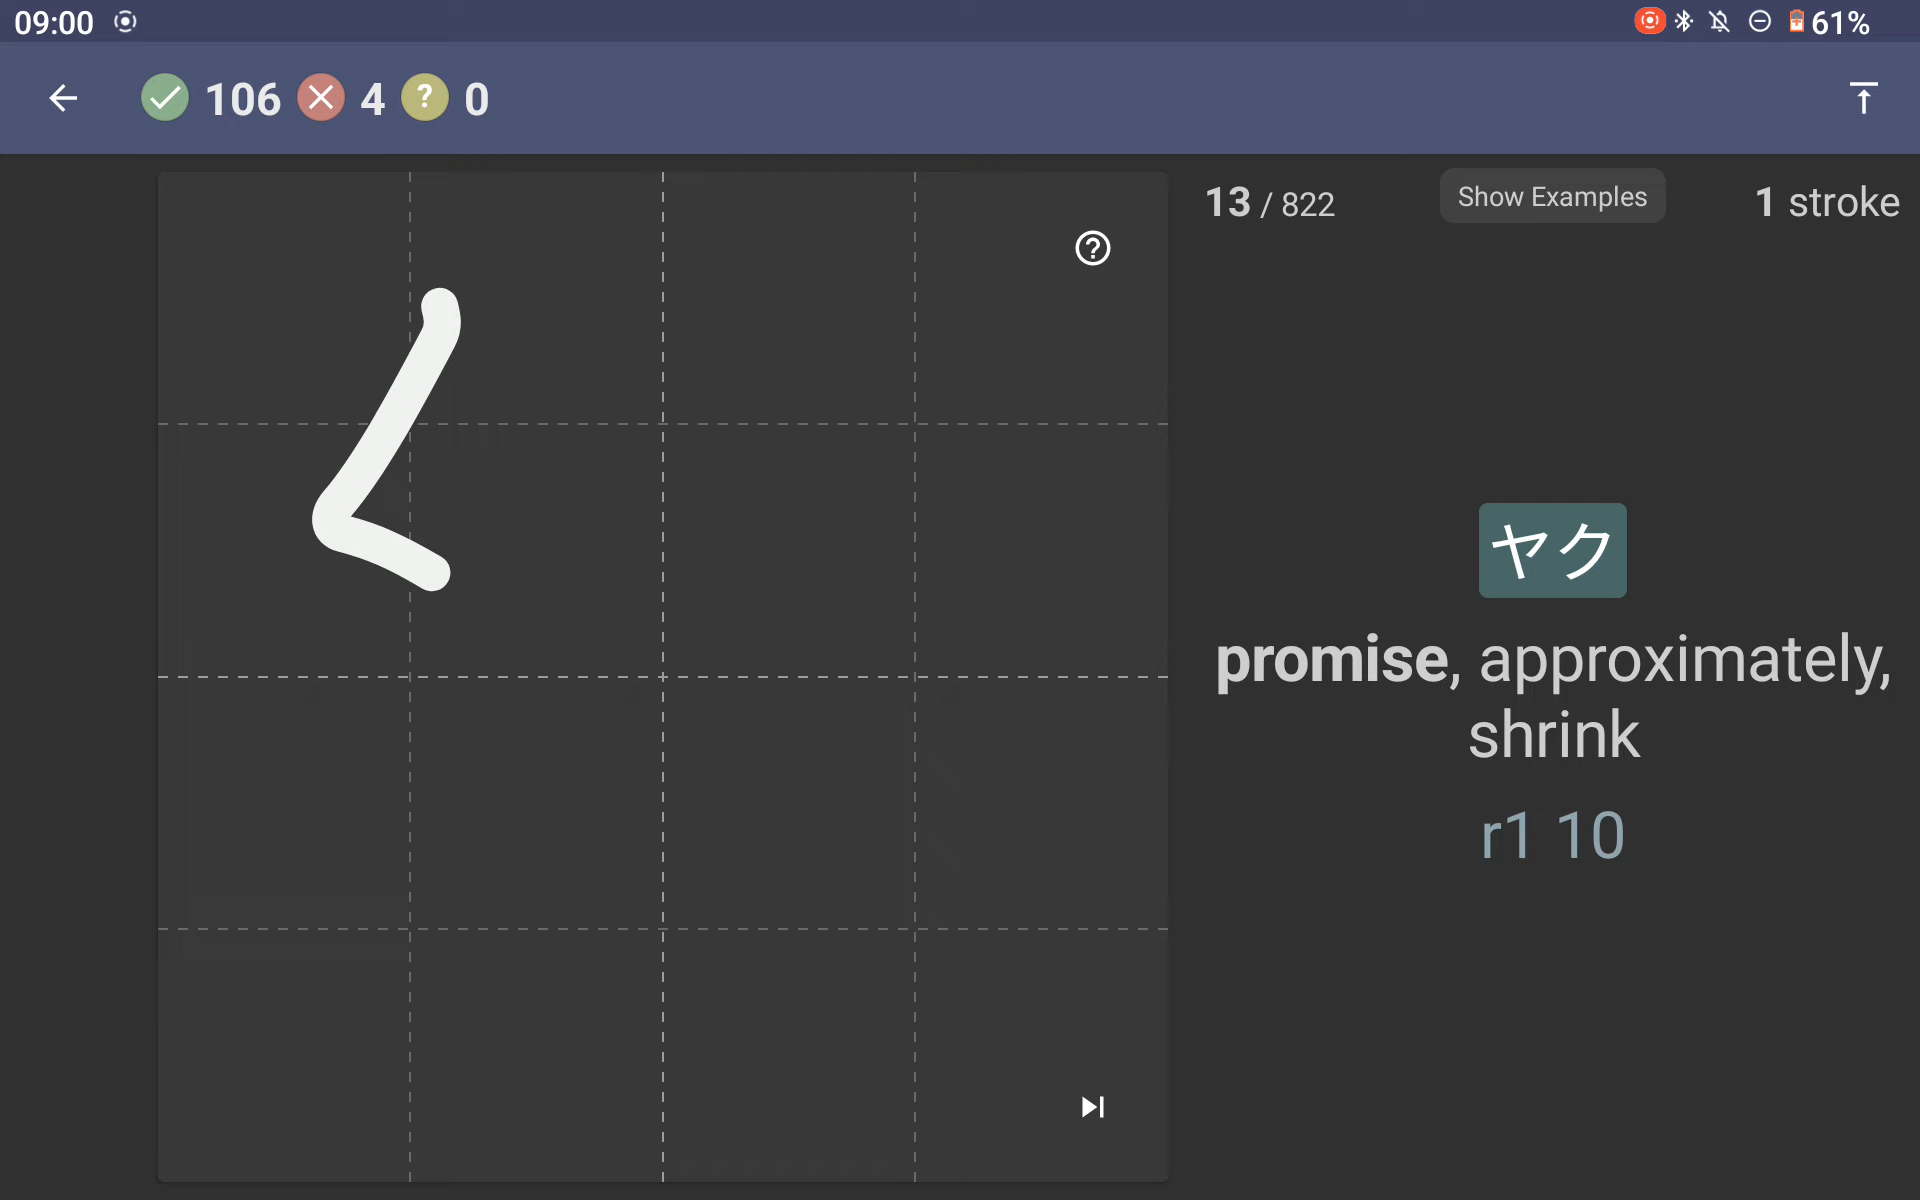 09:00 61%
106 4 ? 0
13 / 822 Show Examples 1 stroke
ヤク
promise, approximately,
shrink
r1 10